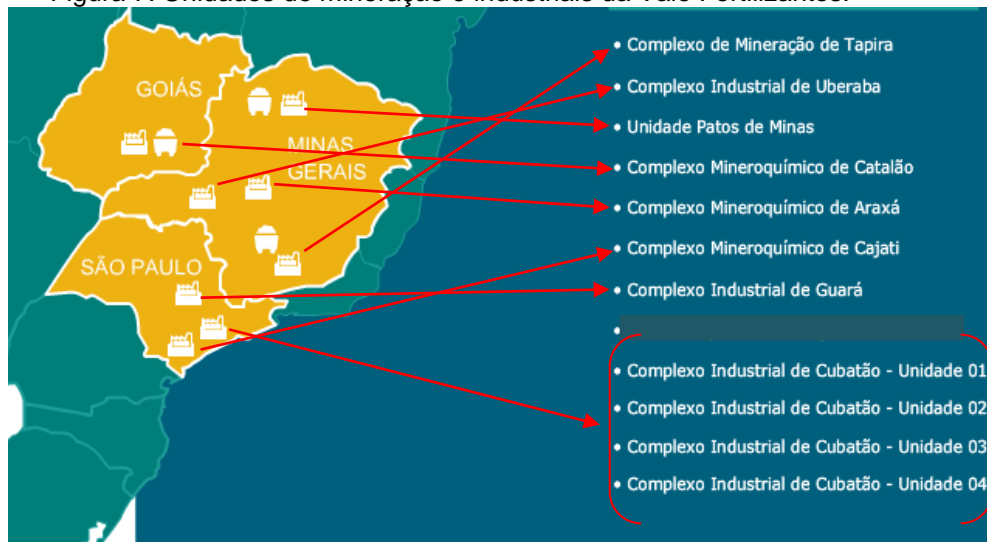 • Complexo de Mineração de Tapira
• Complexo Industrial de Uberaba
• Unidade Patos de Minas
• Complexo Mineroquímico de Catalão
• Complexo Mineroquímico de Araxá
• Complexo Mineroquímico de Cajati
• Complexo Industrial de Guará
•
• Complexo Industrial de Cubatão - Unidade 01
• Complexo Industrial de Cubatão - Unidade 02
• Complexo Industrial de Cubatão - Unidade 03
• Complexo Industrial de Cubatão - Unidade 04
GOIÁS
MINAS
GERAIS
SÃO PAULO